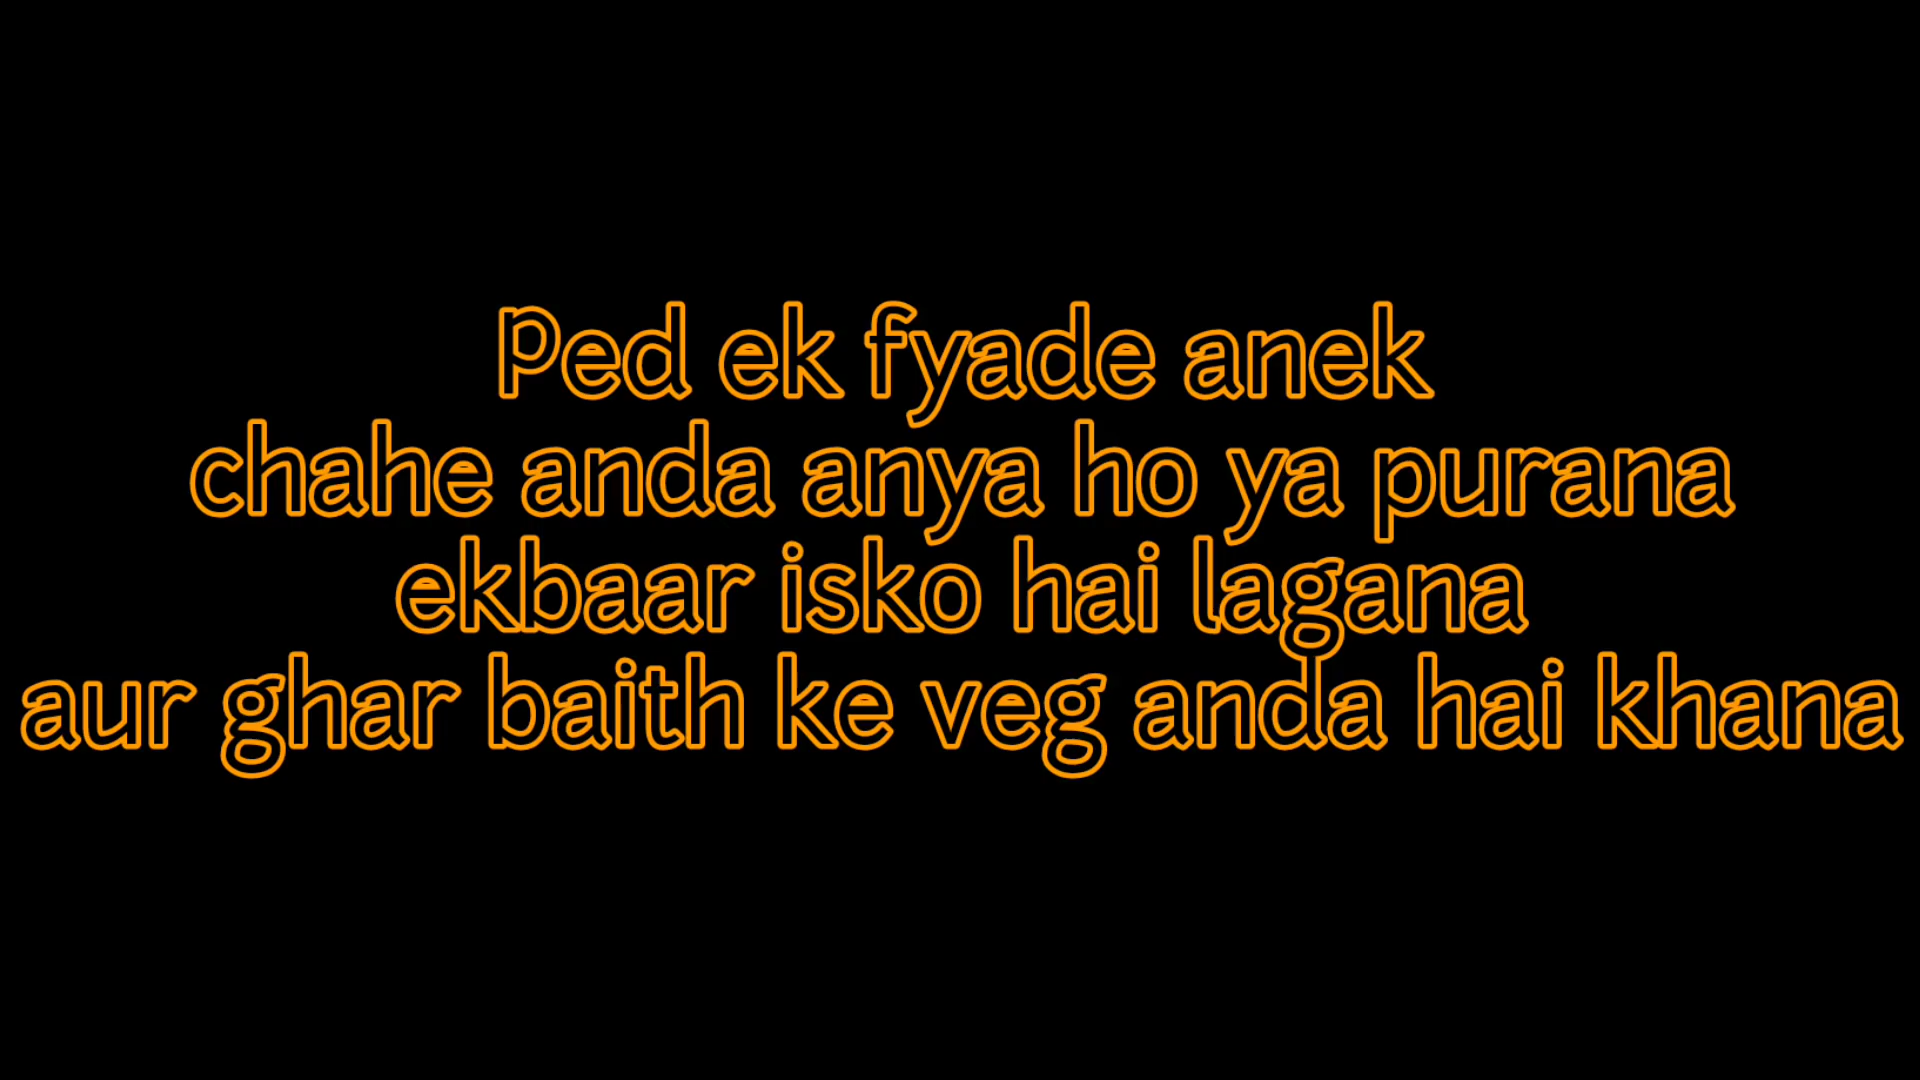 Ped ek fyade anek
chahe anda anya ho ya purana
ekbaar isko hai lagana
aur ghar baith ke veg anda hai khana